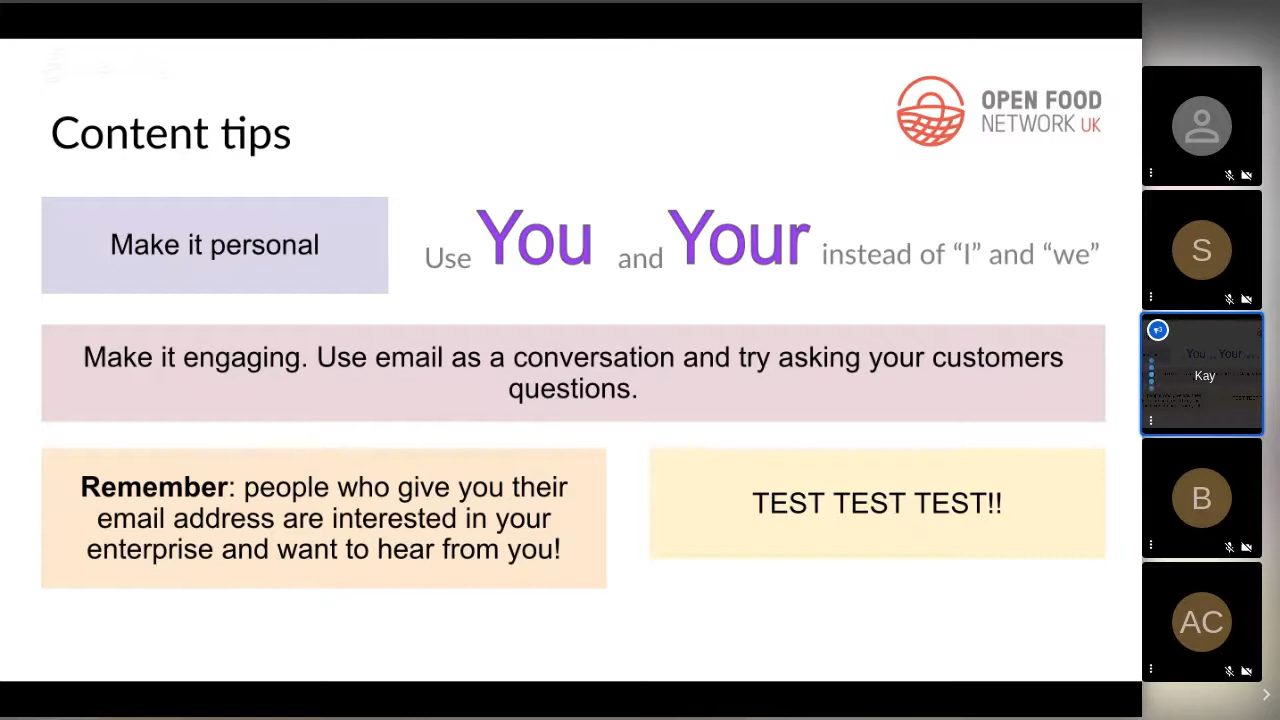 OPEN FOOD
NETWORK UK
Content tips
Make it personal
Use You and Your instead of “I” and “we”
Make it engaging. Use email as a conversation and try asking your customers
questions.
Remember: people who give you their
email address are interested in your
enterprise and want to hear from you!
TEST TEST TEST!!
S
Kay
B
AC